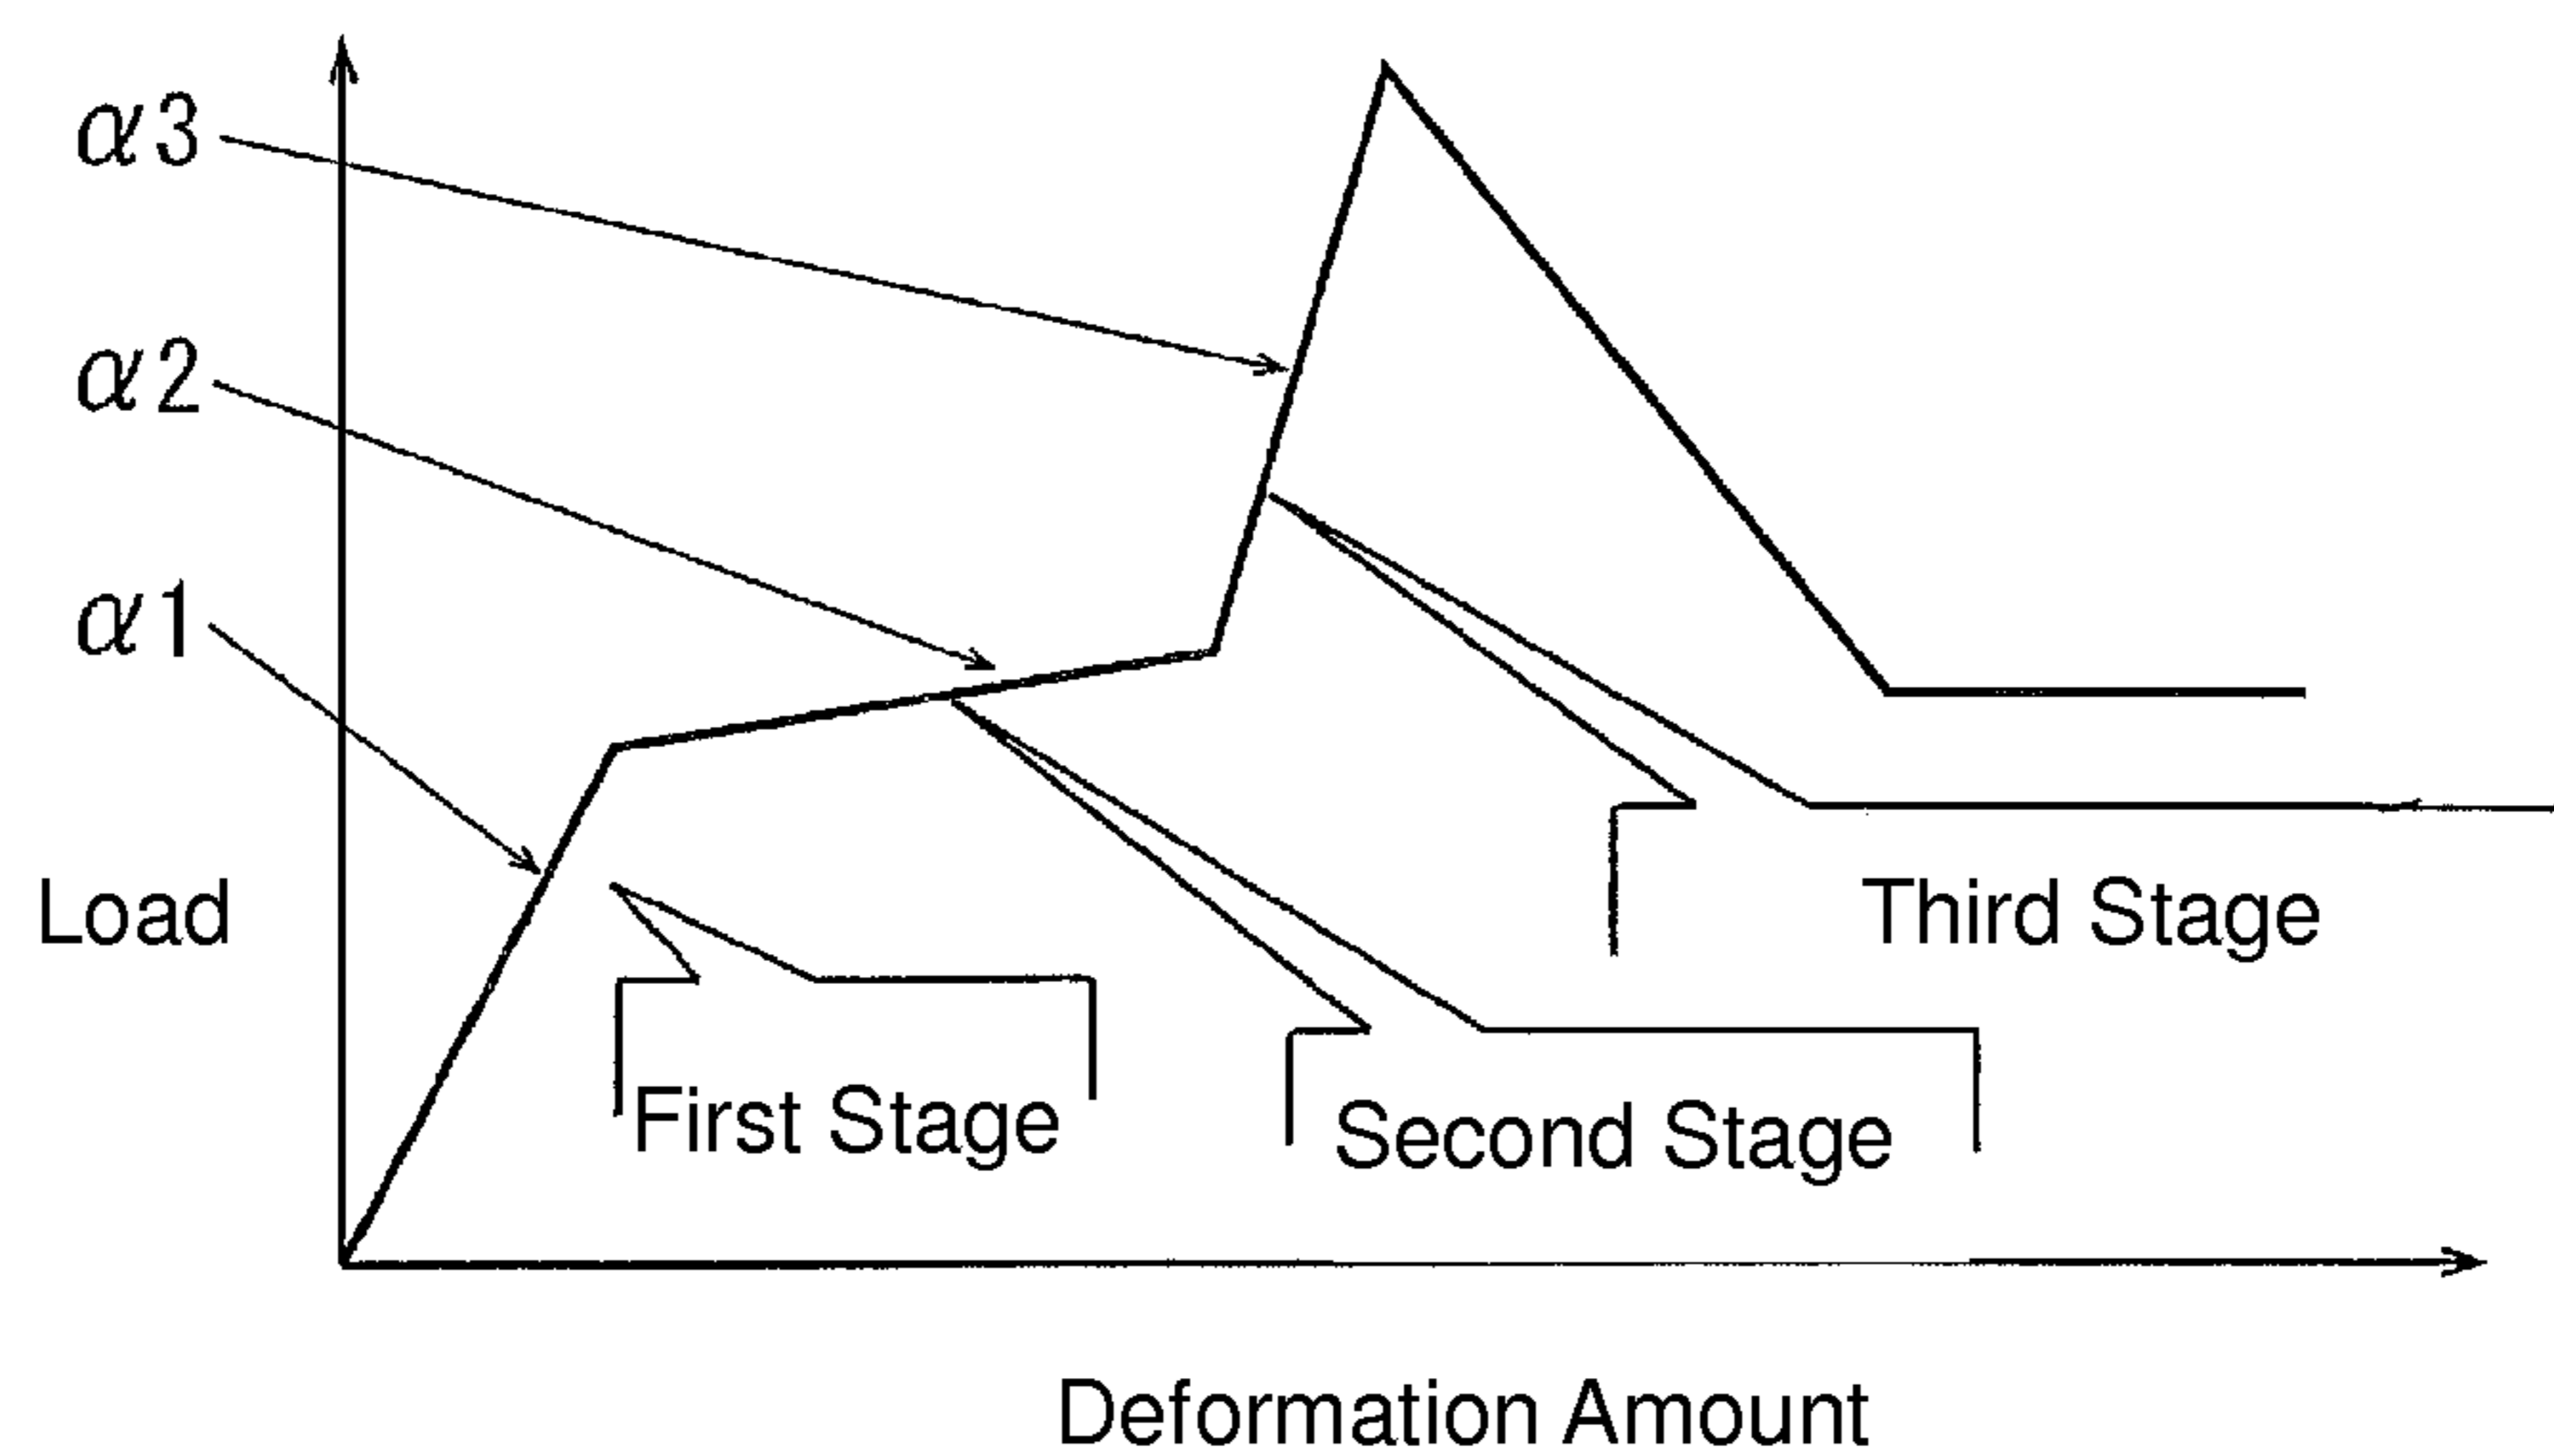 α3
α2
α1
Load
Third Stage
First Stage
Second Stage
Deformation Amount